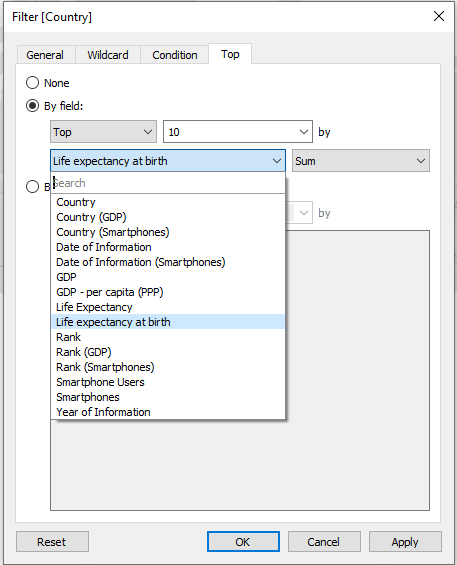 Filter [Country]
General Wildcard Condition Top
None
By field:
Top 10 by
Life expectancy at birth Sum
Search
B
by
Country
Country (GDP)
Country (Smartphones)
Date of Information
Date of Information (Smartphones)
GDP
GDP - per capita (PPP)
Life Expectancy
Life expectancy at birth
Rank
Rank (GDP)
Rank (Smartphones)
Smartphone Users
Smartphones
Year of Information
Reset OK Cancel Apply